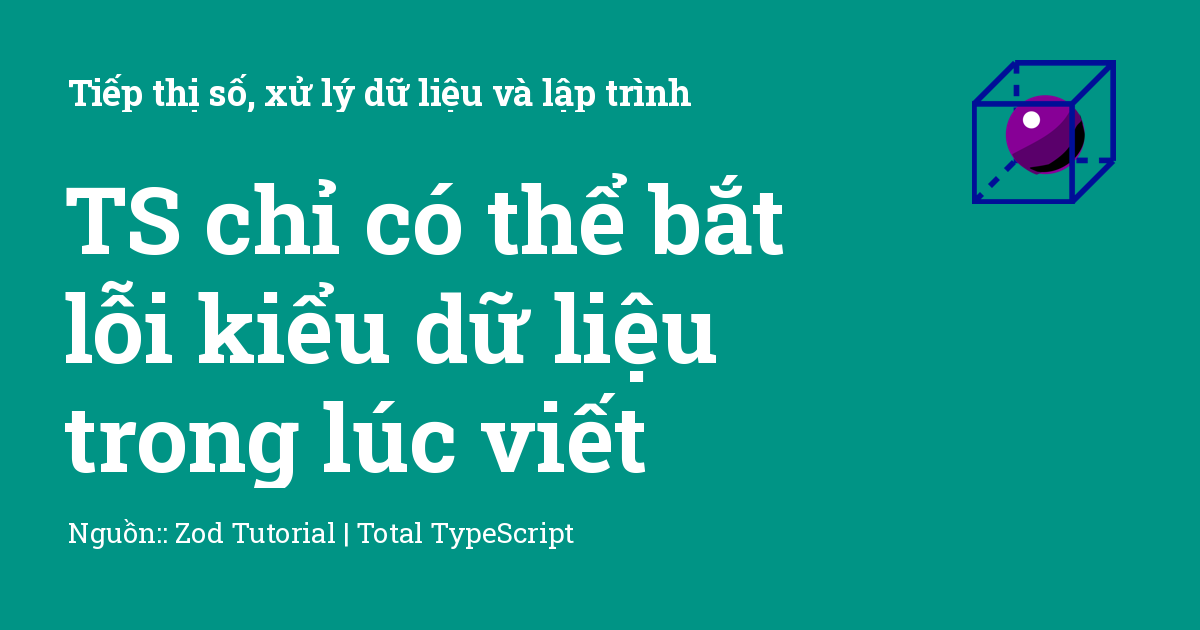 Tiếp thị số, xử lý dữ liệu và lập trình
TS chỉ có thể bắt
lỗi kiểu dữ liệu
trong lúc viết
Nguồn:: Zod Tutorial | Total TypeScript